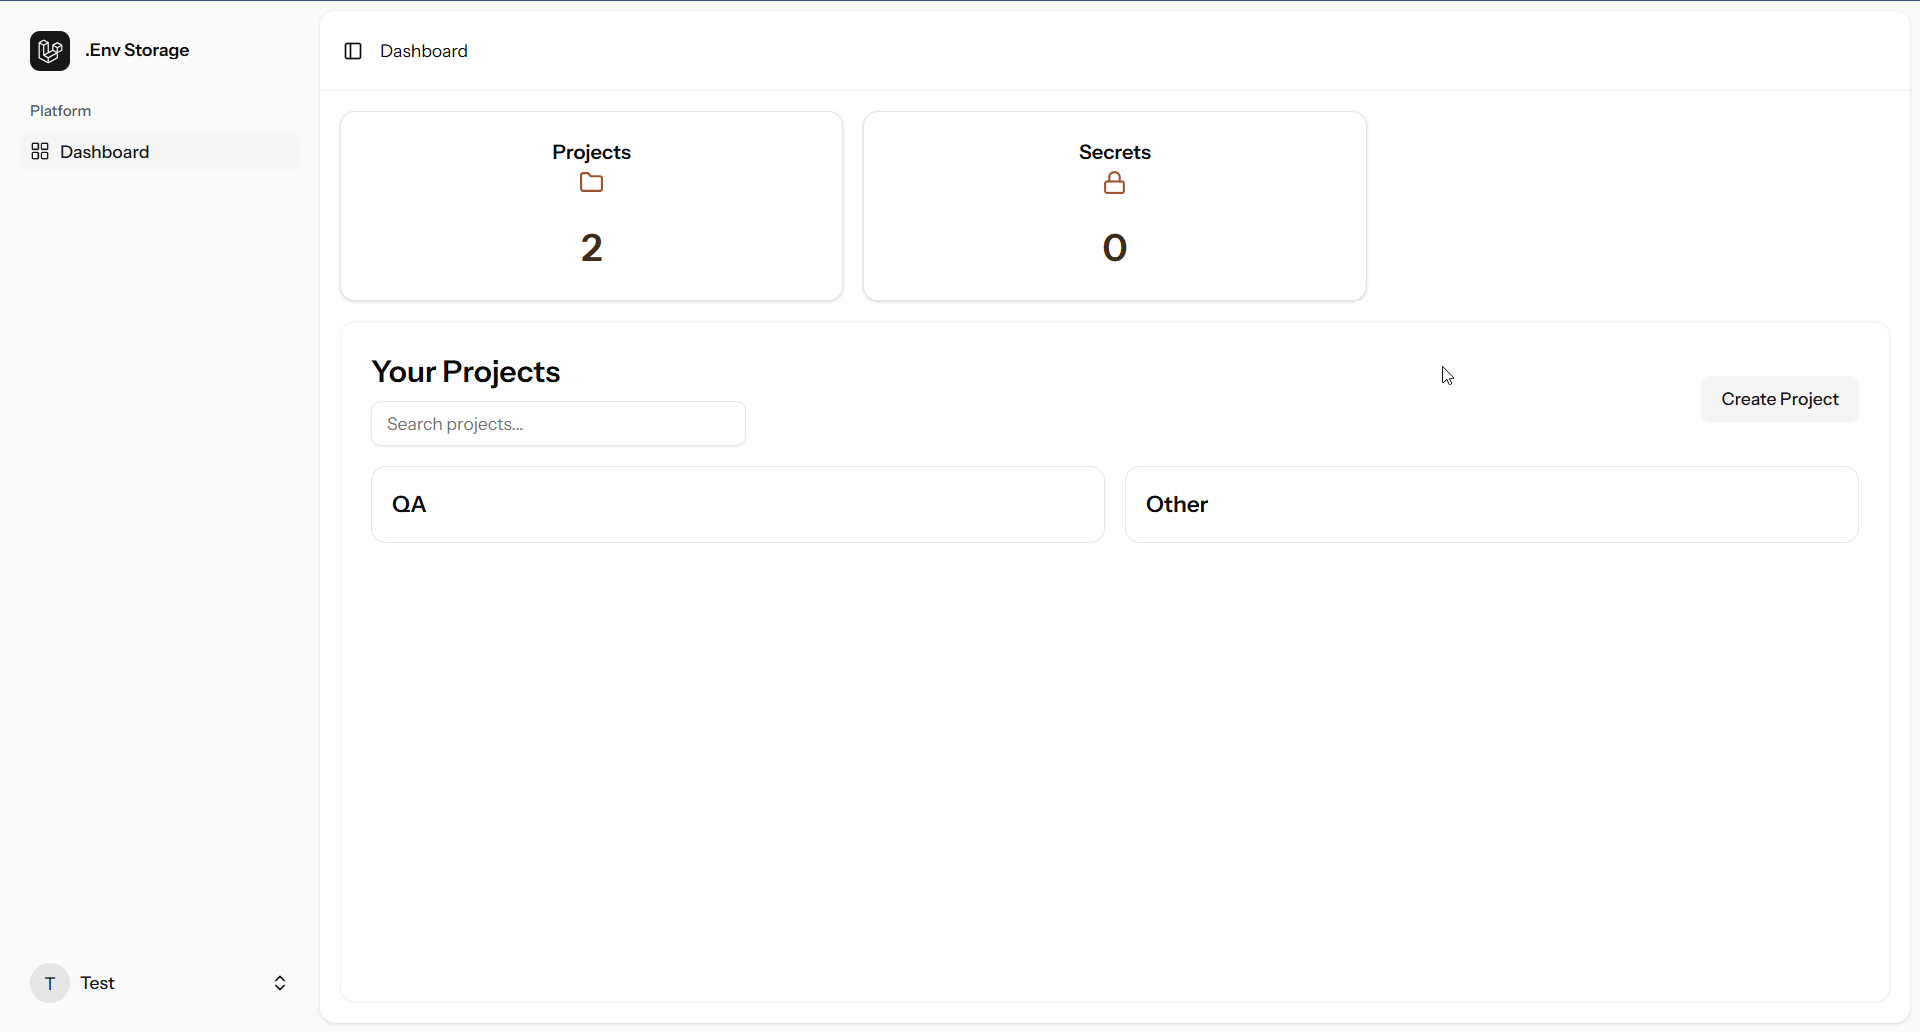 .Env Storage
Platform
Dashboard
T Test
Dashboard
Projects
2
Secrets
0
Your Projects
Search projects...
Create Project
QA
Other